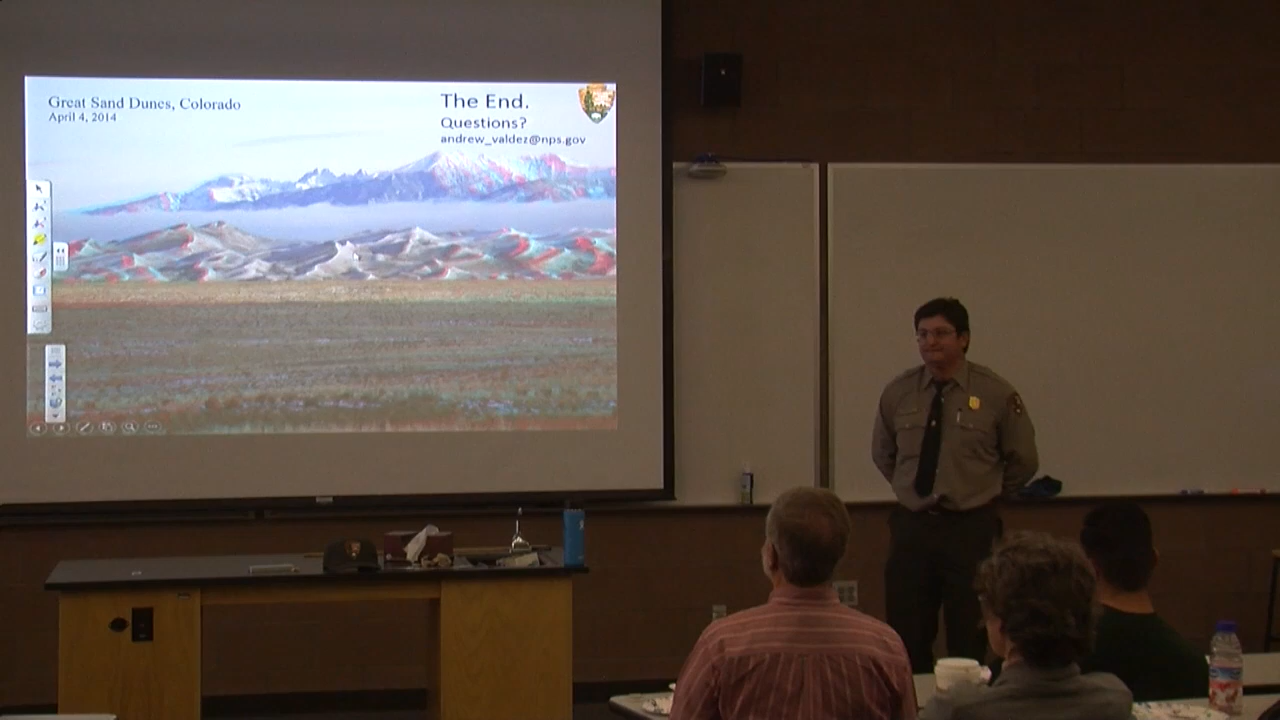 Great Sand Dunes, Colorado
April 4, 2014
The End.
Questions?
andrew_valdez@nps.gov